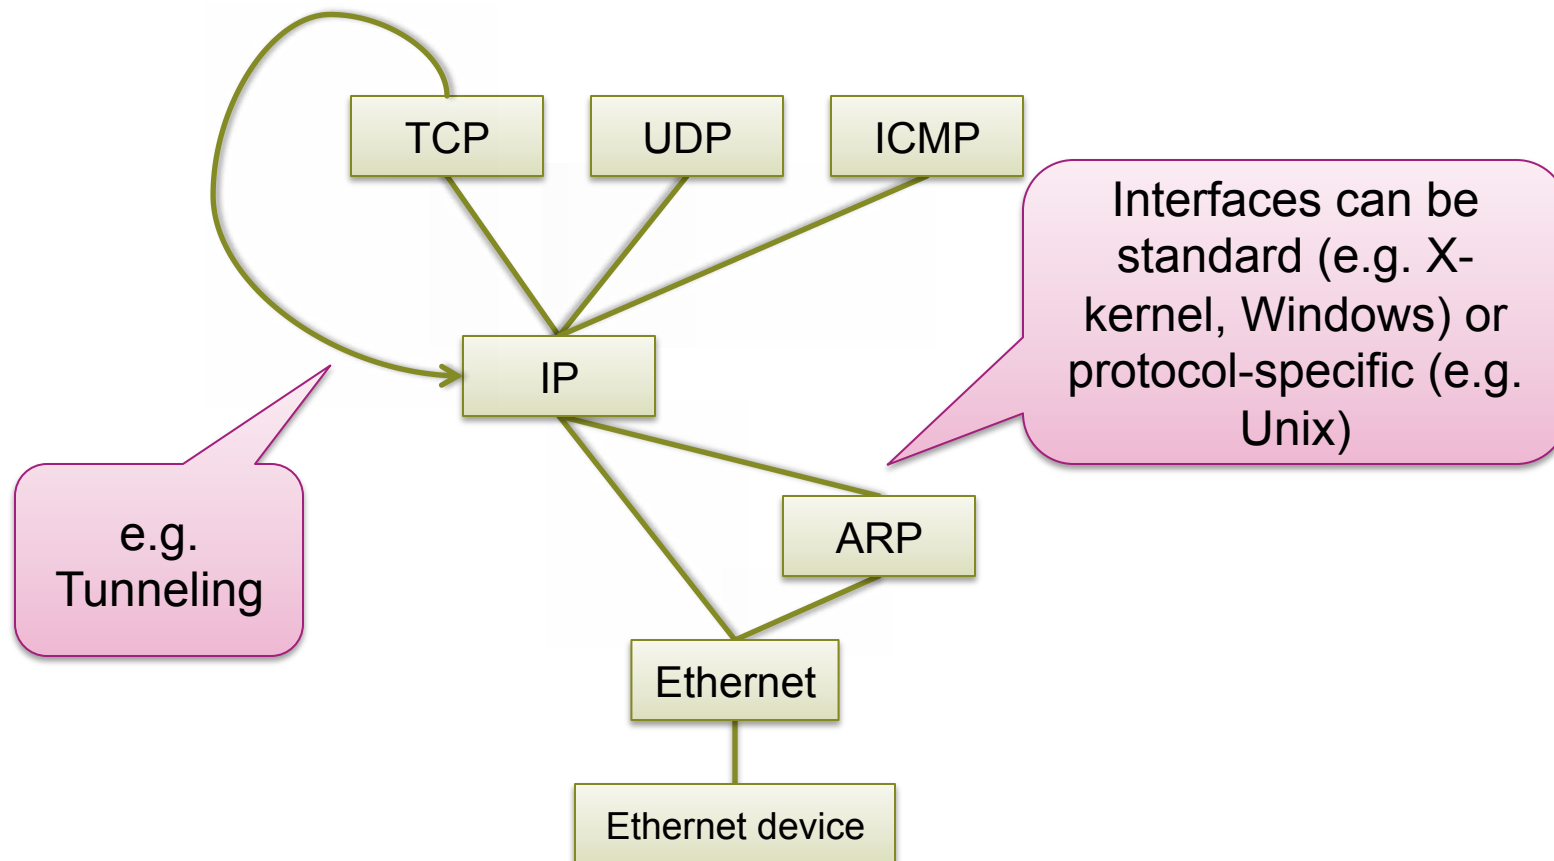 TCP
UDP
ICMP
Interfaces can be
standard (e.g. X-
kernel, Windows) or
protocol-specific (e.g.
Unix)
IP
e.g.
Tunneling
ARP
Ethernet
Ethernet device